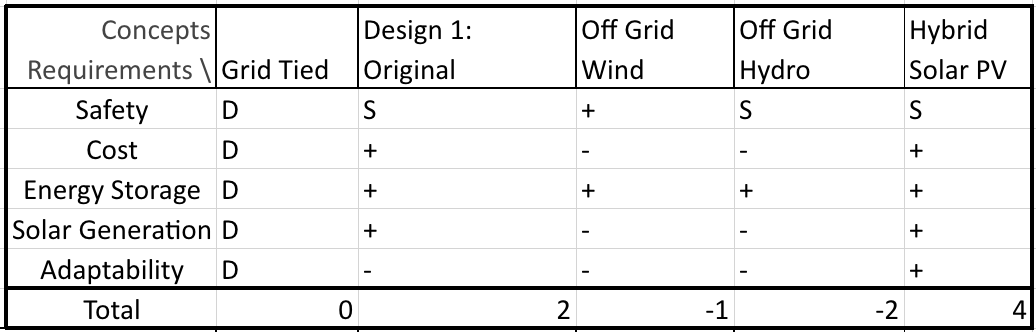 Concepts Design 1: Off Grid Off Grid Hybrid
Requirements \ Grid Tied Original Wind Hydro Solar PV
Safety D S + S S
Cost D + - - +
Energy Storage D + + + +
Solar Generation D + - - +
Adaptability D - - - +
Total 0 2 -1 -2 4